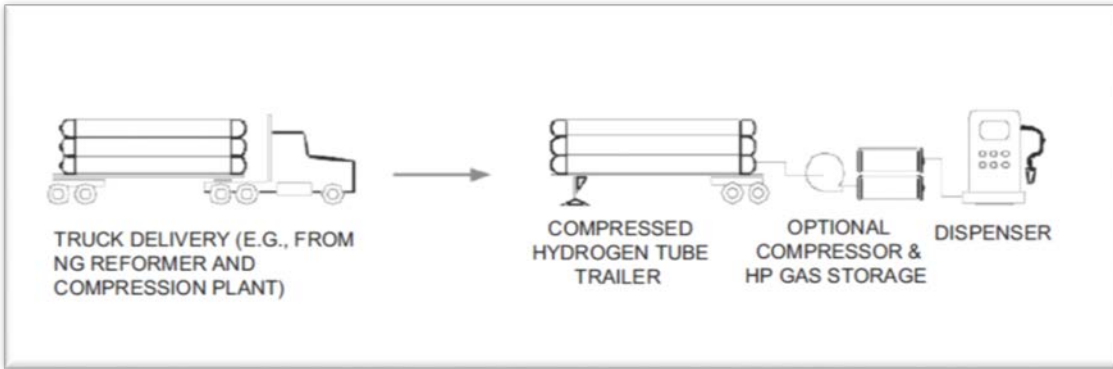 TRUCK DELIVERY (E.G., FROM
NG REFORMER AND
COMPRESSION PLANT)
COMPRESSED
HYDROGEN TUBE
TRAILER
OPTIONAL
COMPRESSOR &
HP GAS STORAGE
DISPENSER